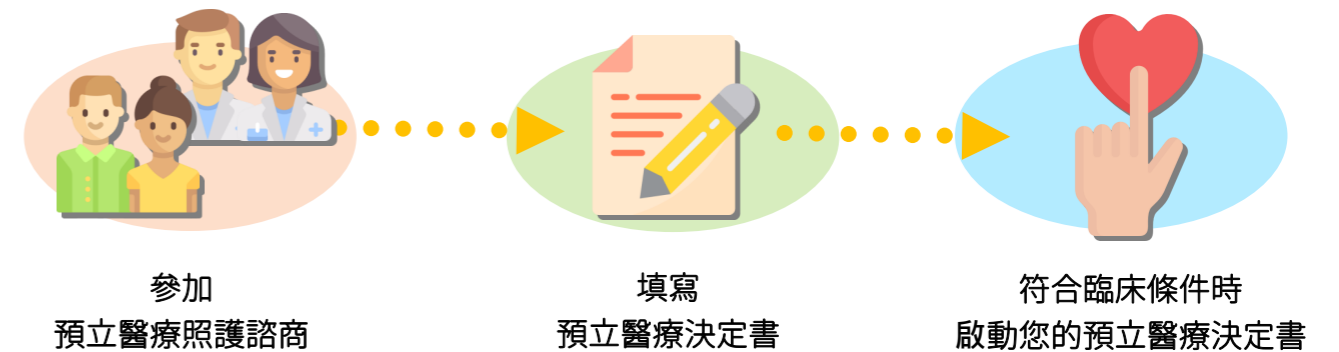 參加
預立醫療照護諮商
填寫
預立醫療決定書
符合臨床條件時
啟動您的預立醫療決定書